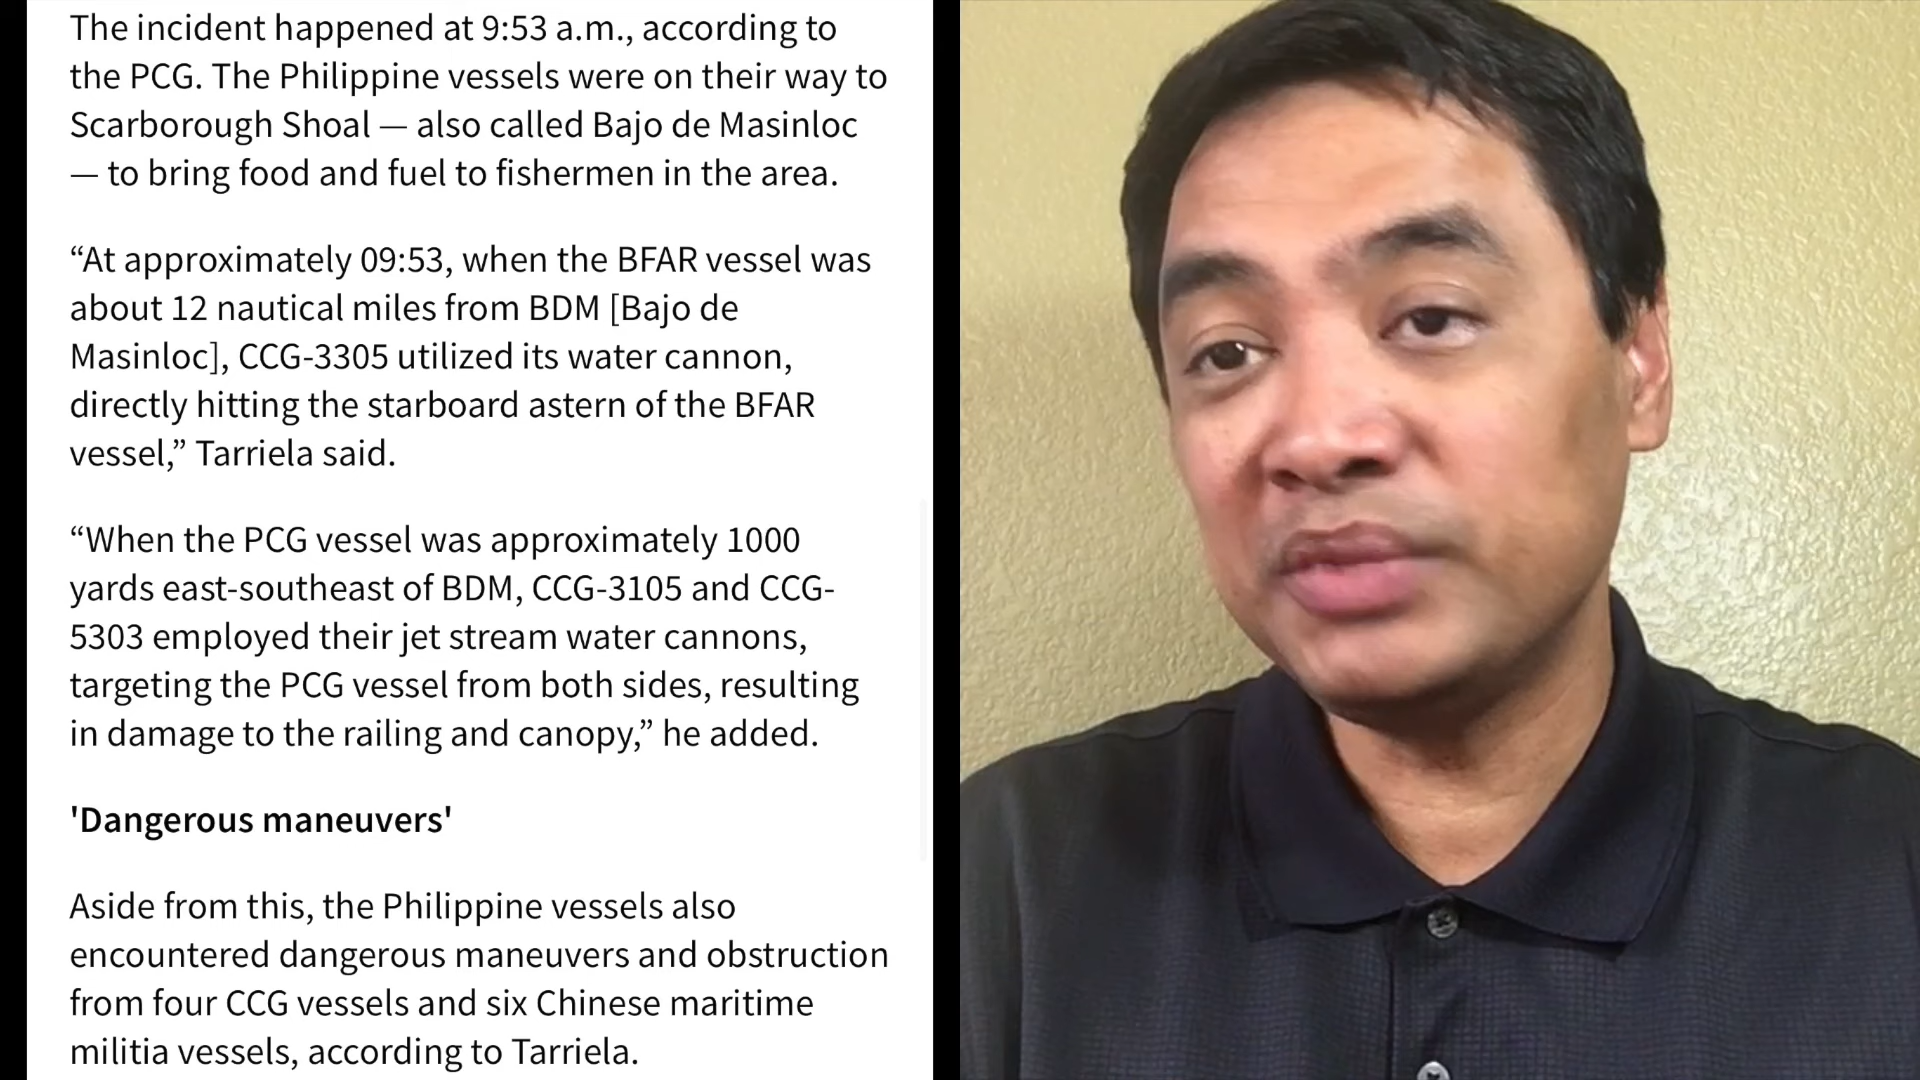 The incident happened at 9:53 a.m., according to
the PCG. The Philippine vessels were on their way to
Scarborough Shoal — also called Bajo de Masinloc
— to bring food and fuel to fishermen in the area.
“At approximately 09:53, when the BFAR vessel was
about 12 nautical miles from BDM [Bajo de
Masinloc], CCG-3305 utilized its water cannon,
directly hitting the starboard astern of the BFAR
vessel,” Tarriela said.
“When the PCG vessel was approximately 1000
yards east-southeast of BDM, CCG-3105 and CCG-
5303 employed their jet stream water cannons,
targeting the PCG vessel from both sides, resulting
in damage to the railing and canopy,” he added.
'Dangerous maneuvers'
Aside from this, the Philippine vessels also
encountered dangerous maneuvers and obstruction
from four CCG vessels and six Chinese maritime
militia vessels, according to Tarriela.